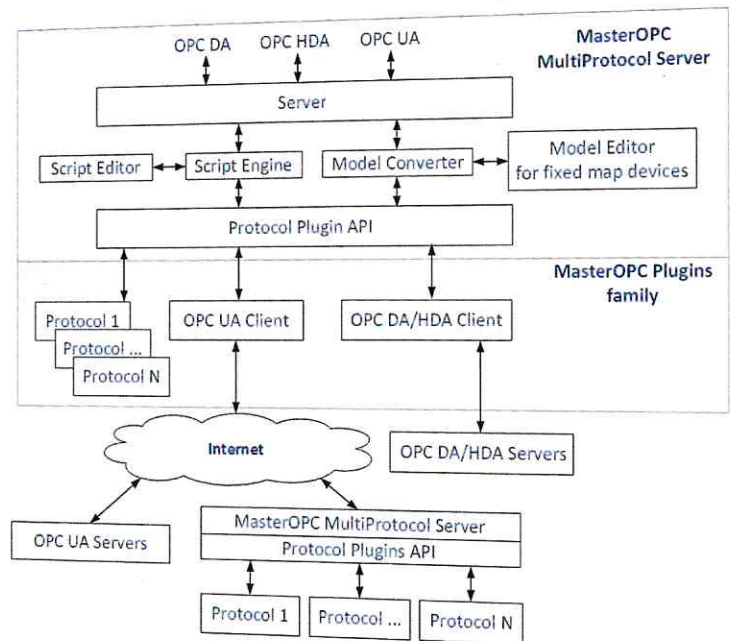 OPC DA
OPC HDA
OPC UA
MasterOPC
MultiProtocol Server
Server
Script Editor
Script Engine
Model Converter
Model Editor
for fixed map devices
Protocol Plugin API
MasterOPC Plugins
family
Protocol 1
Protocol ...
Protocol N
OPC UA Client
OPC DA/HDA Client
Internet
OPC DA/HDA Servers
OPC UA Servers
MasterOPC MultiProtocol Server
Protocol Plugins API
Protocol 1
Protocol ...
Protocol N